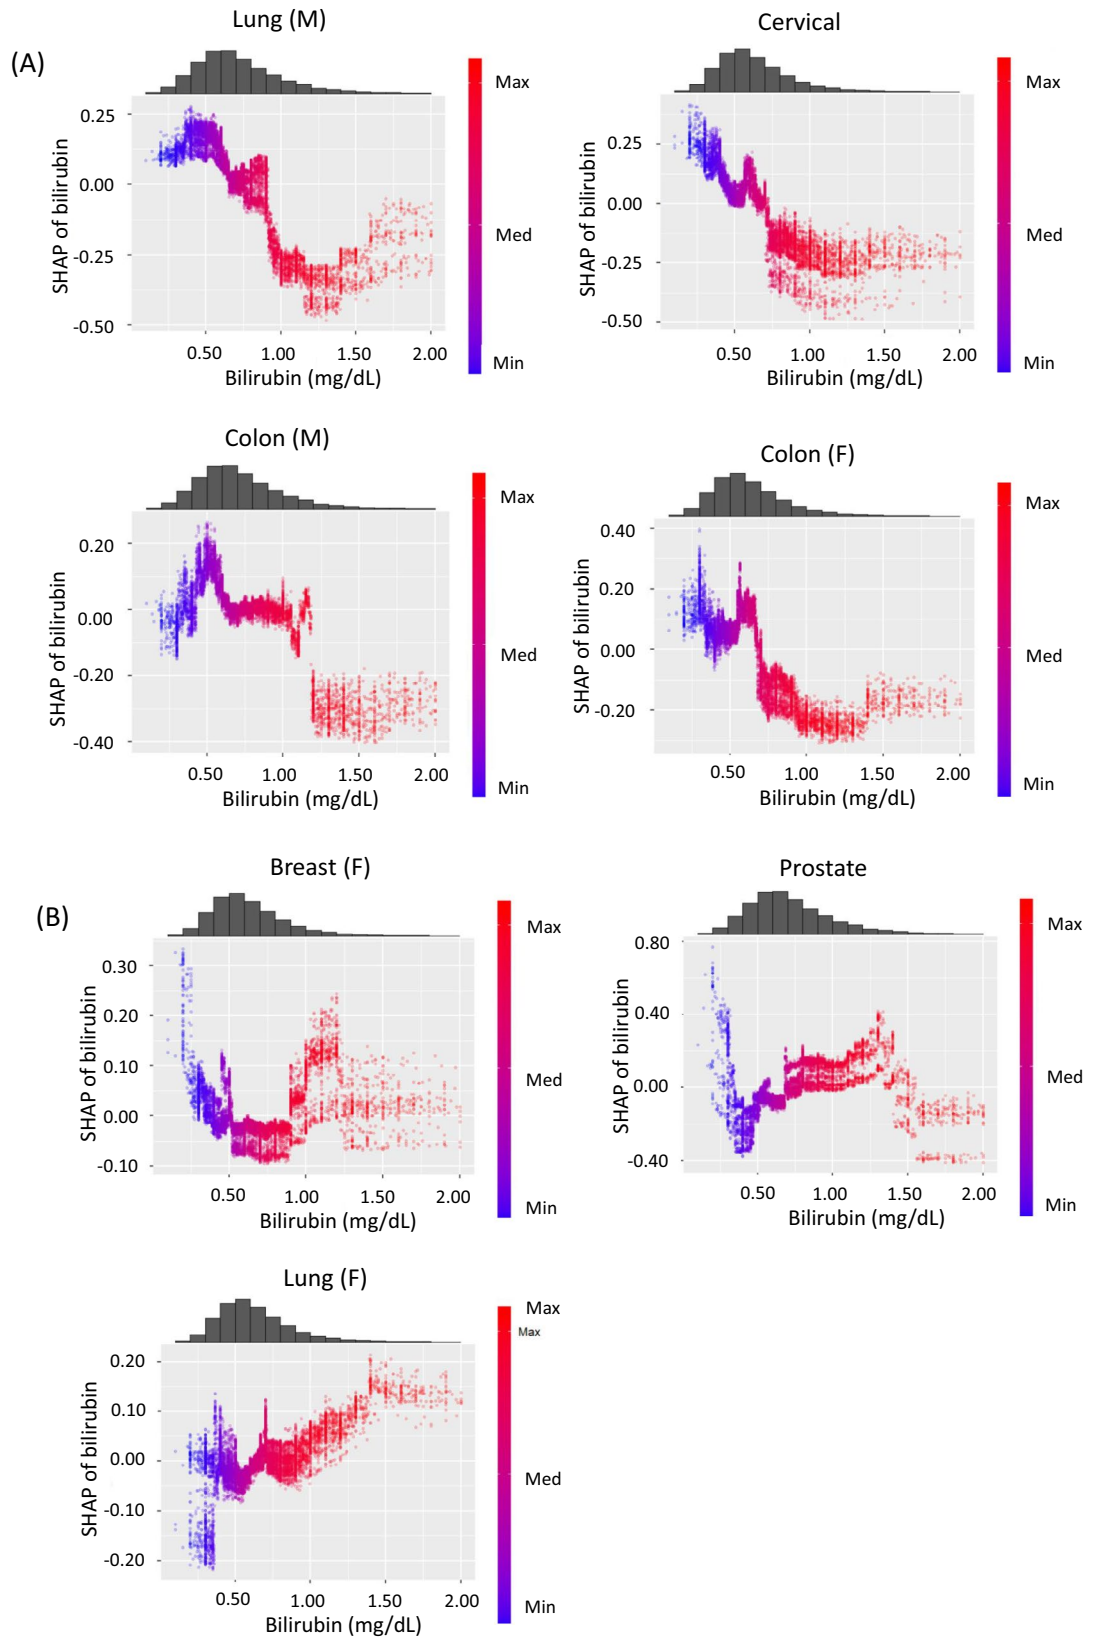 (A)
Lung (M)
0.25
0.00
-0.25
-0.50
SHAP of bilirubin
0.50 1.00 1.50 2.00
Bilirubin (mg/dL)
Max
Med
Min
Cervical
0.25
0.00
-0.25
-0.50
SHAP of bilirubin
0.50 1.00 2.00
Bilirubin (mg/dL)
Max
Med
Min
Colon (M)
0.20
0.00
-0.20
-0.40
SHAP of bilirubin
0.50 1.00 1.50 2.00
Bilirubin (mg/dL)
Max
Med
Min
Colon (F)
0.40
0.20
0.00
-0.20
SHAP of bilirubin
0.50 1.00 1.50 2.00
Bilirubin (mg/dL)
Max
Med
Min
(B)
Breast (F)
0.30
0.20
0.10
0.00
-0.10
SHAP of bilirubin
0.50 1.00 1.50 2.00
Bilirubin (mg/dL)
Max
Med
Min
Prostate
0.80
0.40
0.00
-0.40
SHAP of bilirubin
0.50 1.00 1.50 2.00
Bilirubin (mg/dL)
Max
Med
Min
Lung (F)
0.20
0.10
0.00
-0.10
-0.20
SHAP of bilirubin
0.50 1.00 1.50 2.00
Bilirubin (mg/dL)
Max
Max
Med
Min